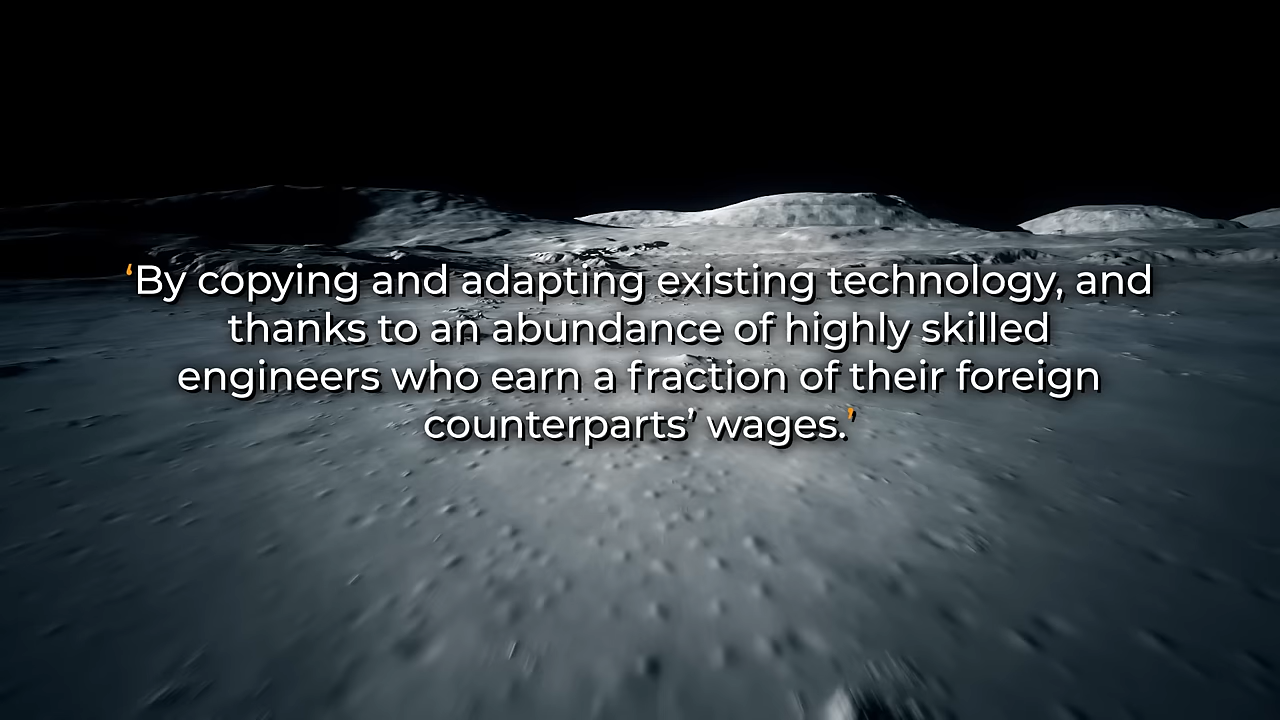 ‘By copying and adapting existing technology, and
thanks to an abundance of highly skilled
engineers who earn a fraction of their foreign
counterparts’ wages.’